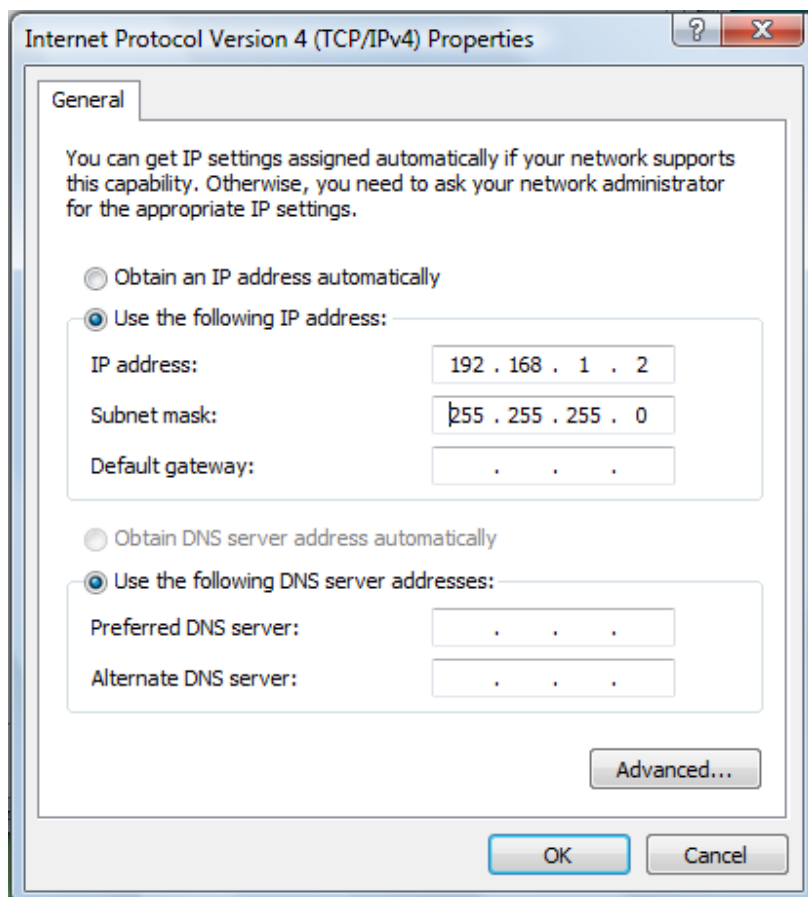 Internet Protocol Version 4 (TCP/IPv4) Properties
General
You can get IP settings assigned automatically if your network supports
this capability. Otherwise, you need to ask your network administrator
for the appropriate IP settings.
Obtain an IP address automatically
Use the following IP address:
IP address: 192 . 168 . 1 . 2
Subnet mask: 255 . 255 . 255 . 0
Default gateway: . . .
Obtain DNS server address automatically
Use the following DNS server addresses:
Preferred DNS server: . . .
Alternate DNS server: . . .
Advanced...
OK Cancel